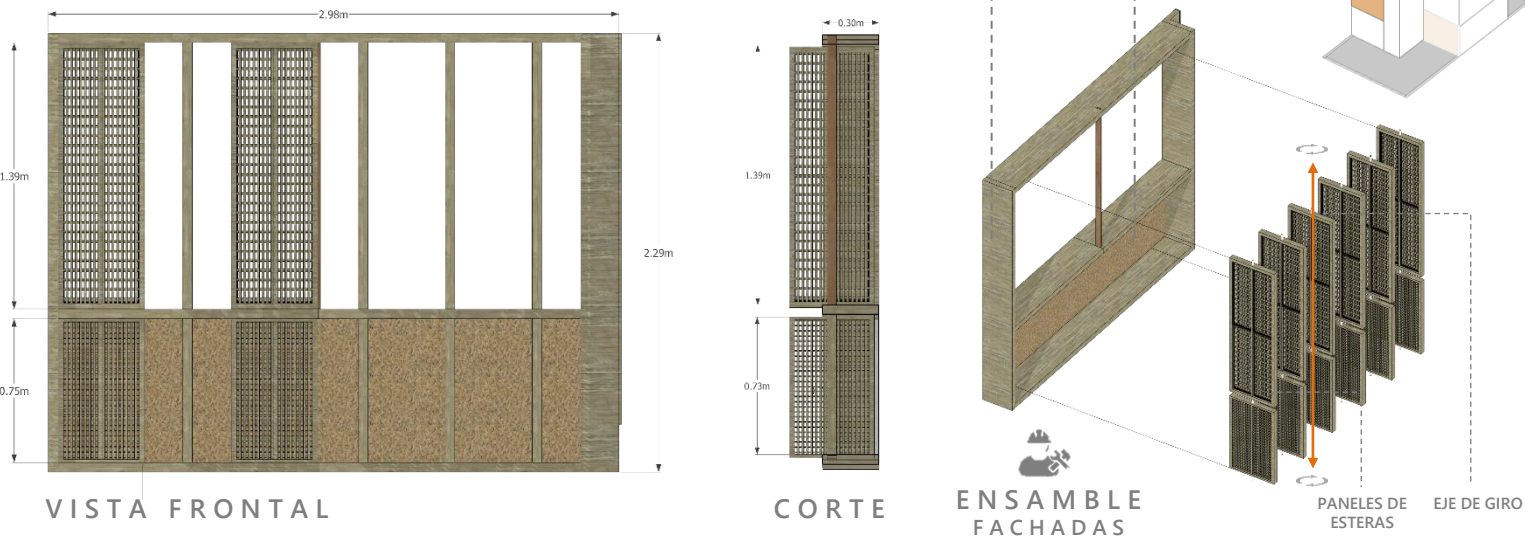 2.98m
1.39m
2.29m
0.75m
VISTA FRONTAL
0.30m
1.39m
0.73m
CORTE
ENSAMBLE
FACHADAS
PANELES DE
ESTERAS
EJE DE GIRO